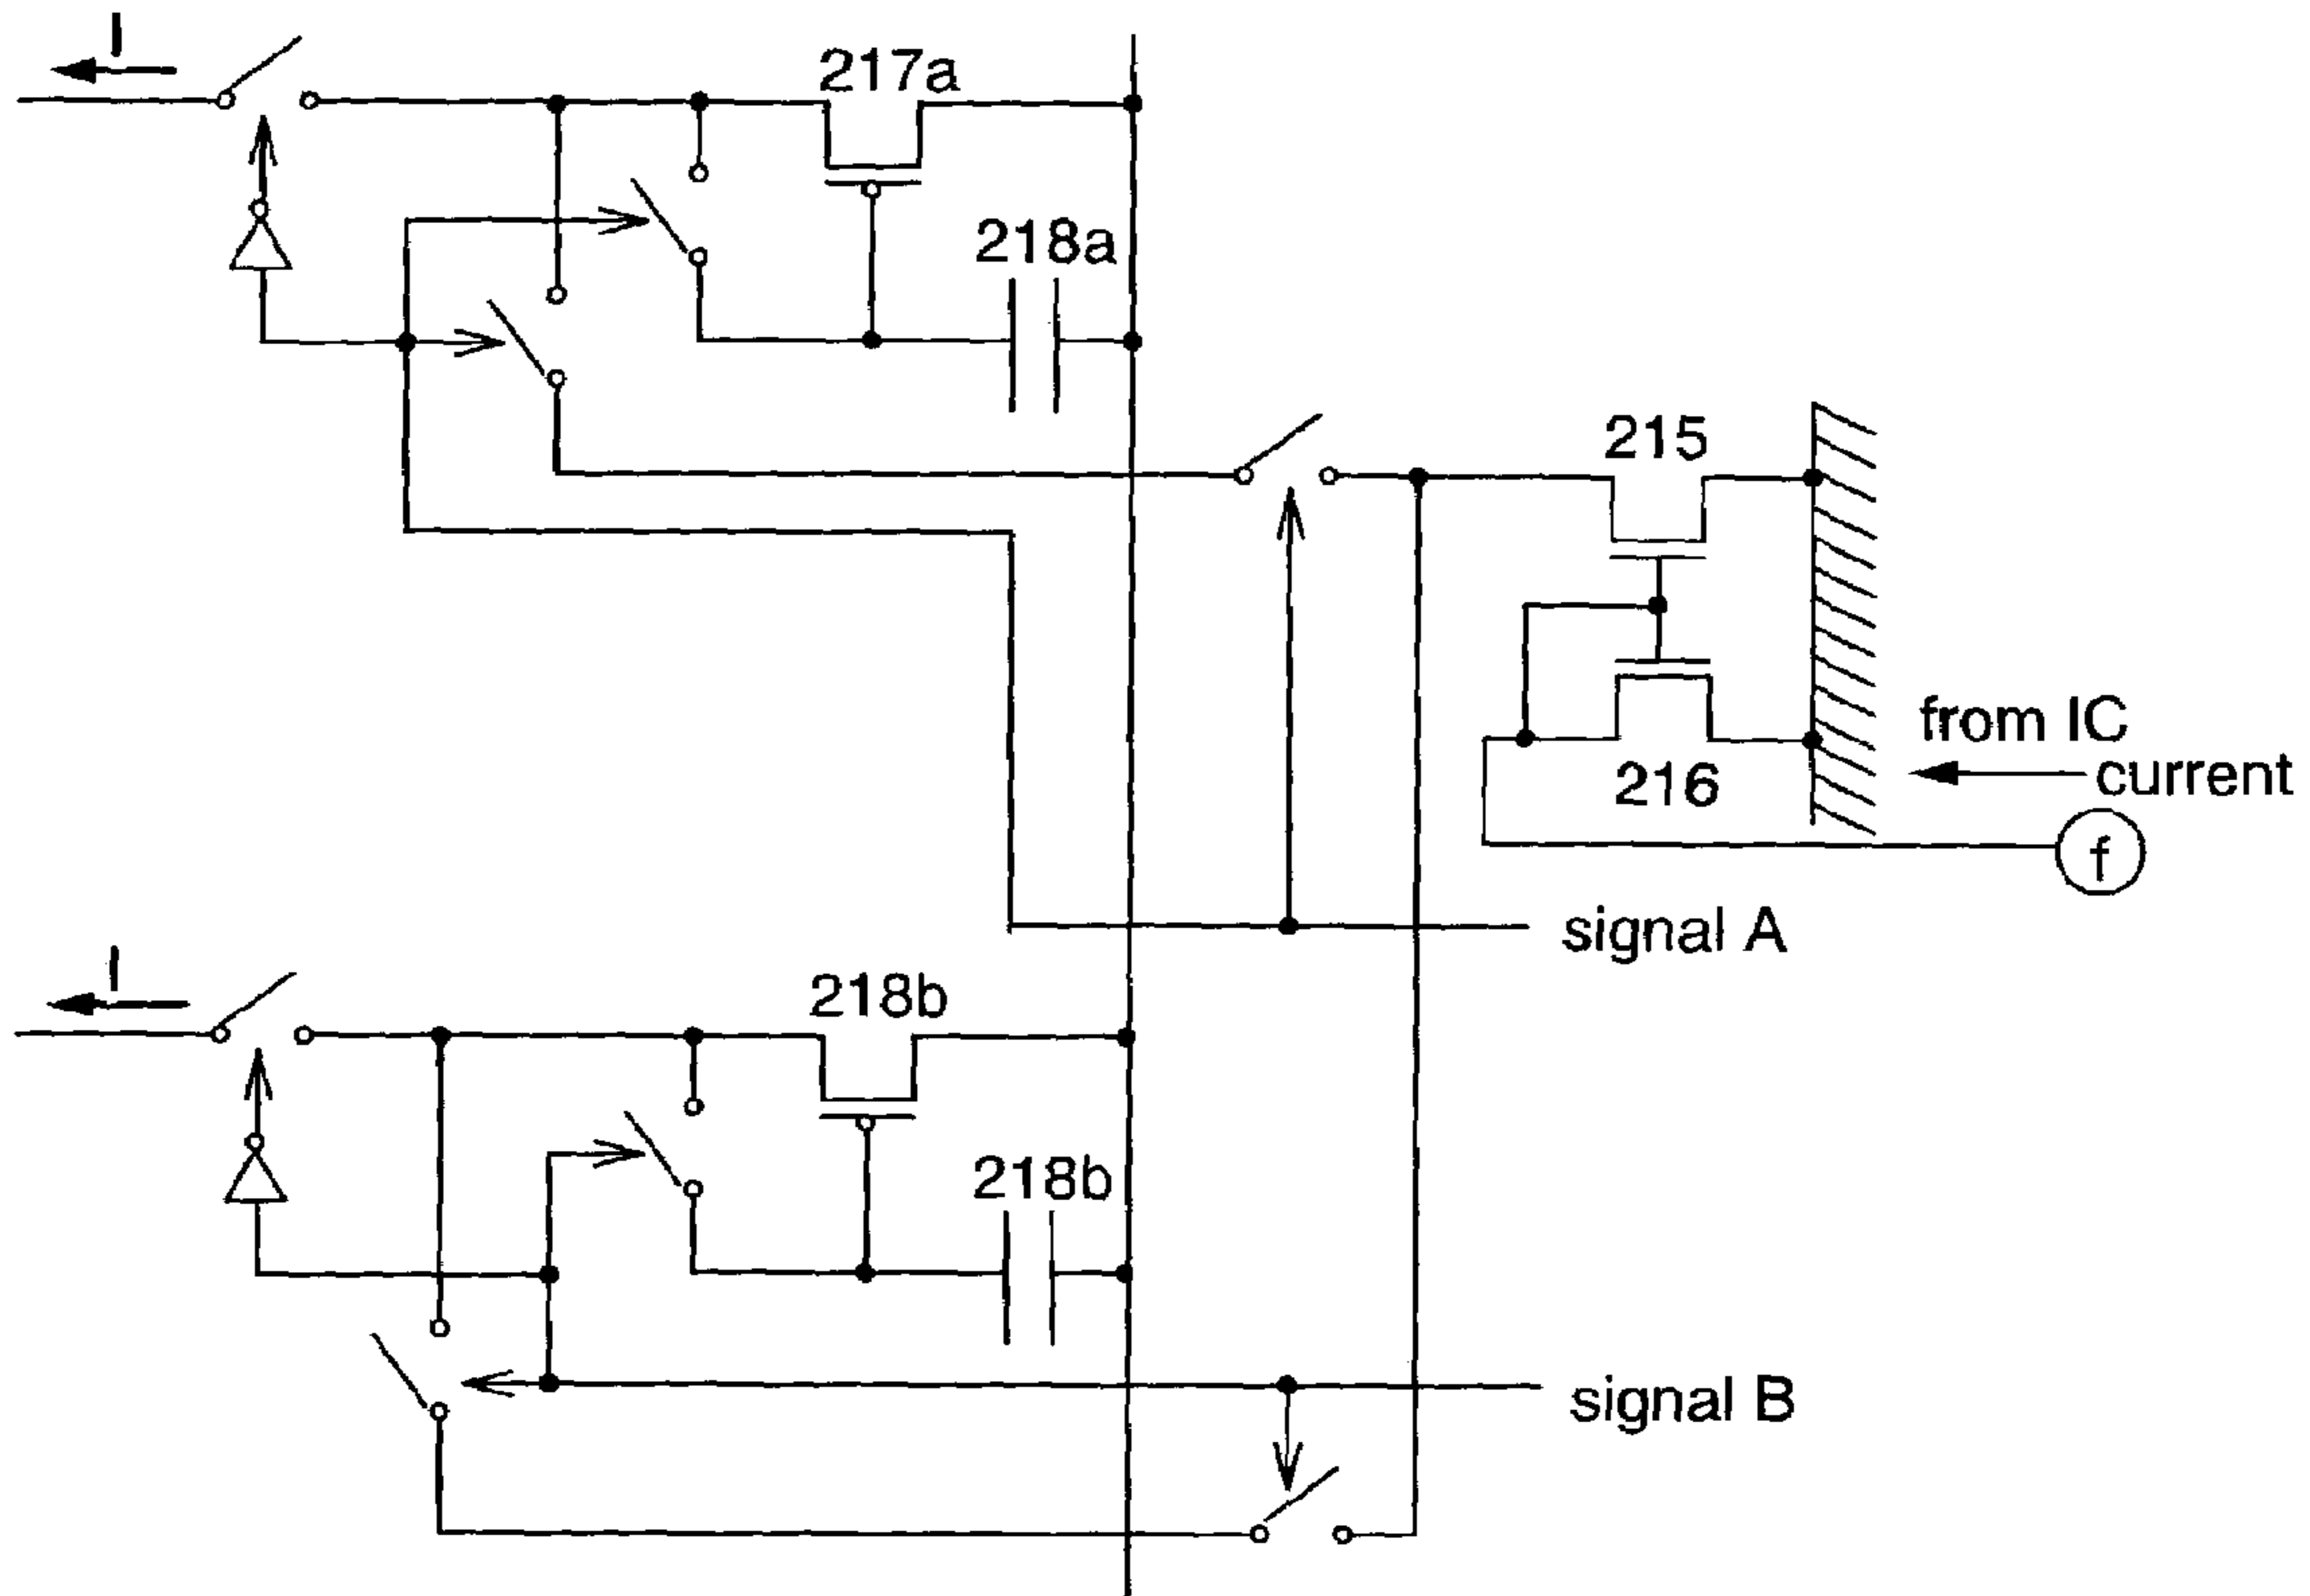 I
217a
218a
215
216
from IC
current
f
signal A
I
218b
218b
signal B